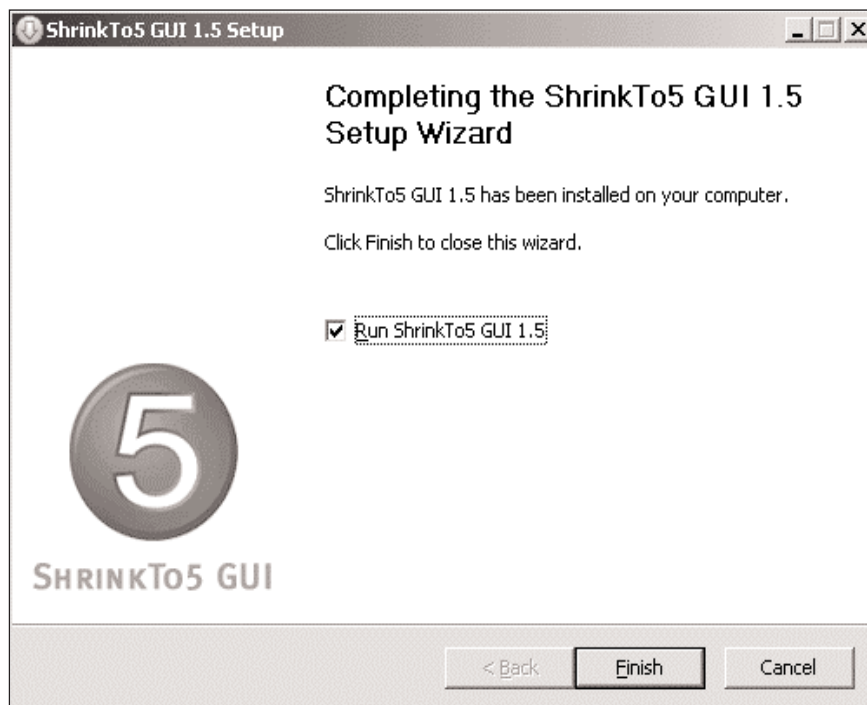 ShrinkTo5 GUI 1.5 Setup
Completing the ShrinkTo5 GUI 1.5
Setup Wizard
ShrinkTo5 GUI 1.5 has been installed on your computer.
Click Finish to close this wizard.
Run ShrinkTo5 GUI 1.5
5
SHRINKTO5 GUI
< Back
Finish
Cancel